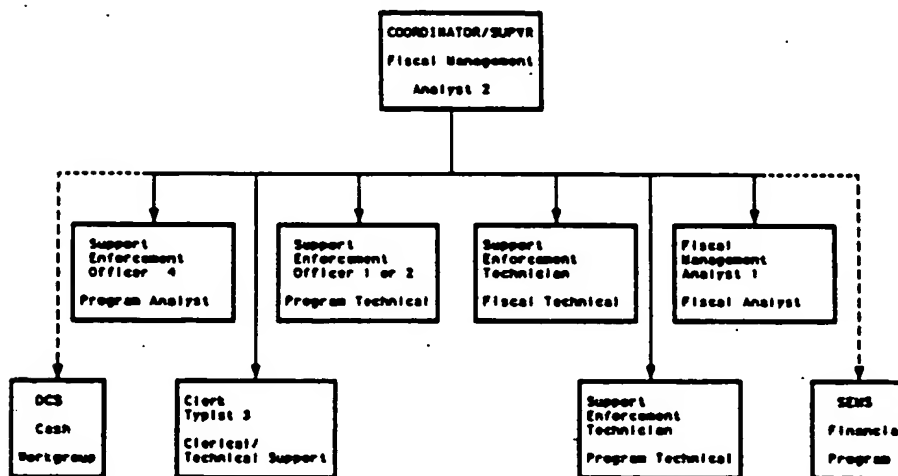 COORDINATOR/SUPVR
Fiscal Management
Analyst 2
Support
Enforcement
Officer 4
Program Analyst
Support
Enforcement
Officer 1 or 2
Program Technical
Support
Enforcement
Technician
Fiscal Technical
Fiscal
Management
Analyst 1
Fiscal Analyst
OCS
Cash
Workgroup
Clerk
Typist 3
Clerical/
Technical Support
Support
Enforcement
Technician
Program Technical
SEMS
Financia
Program